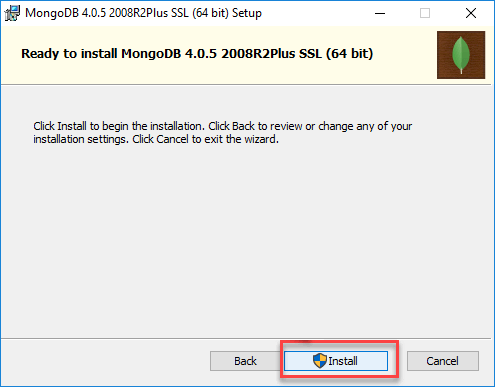 MongoDB 4.0.5 2008R2Plus SSL (64 bit) Setup
Ready to install MongoDB 4.0.5 2008R2Plus SSL (64 bit)
Click Install to begin the installation. Click Back to review or change any of your
installation settings. Click Cancel to exit the wizard.
Back Install Cancel